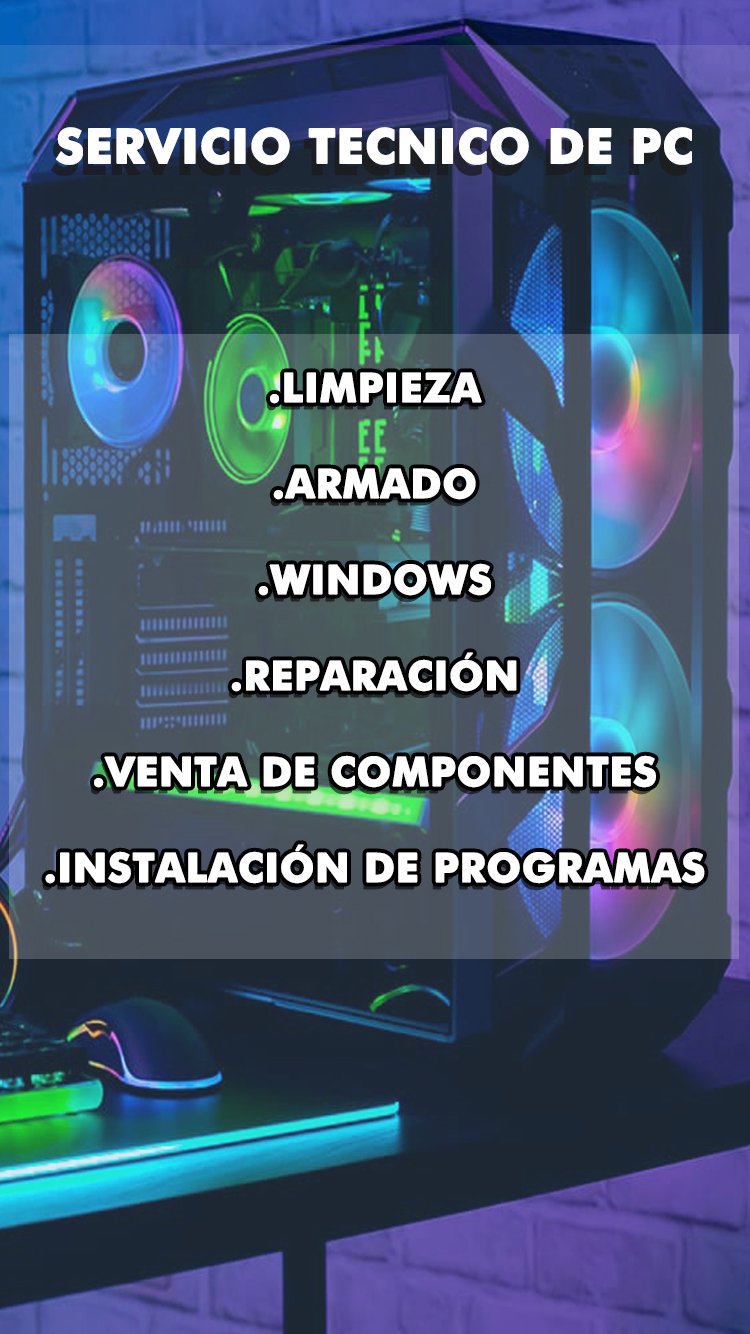 SERVICIO TECNICO DE PC
.LIMPIEZA
.ARMADO
.WINDOWS
.REPARACIÓN
.VENTA DE COMPONENTES
.INSTALACIÓN DE PROGRAMAS